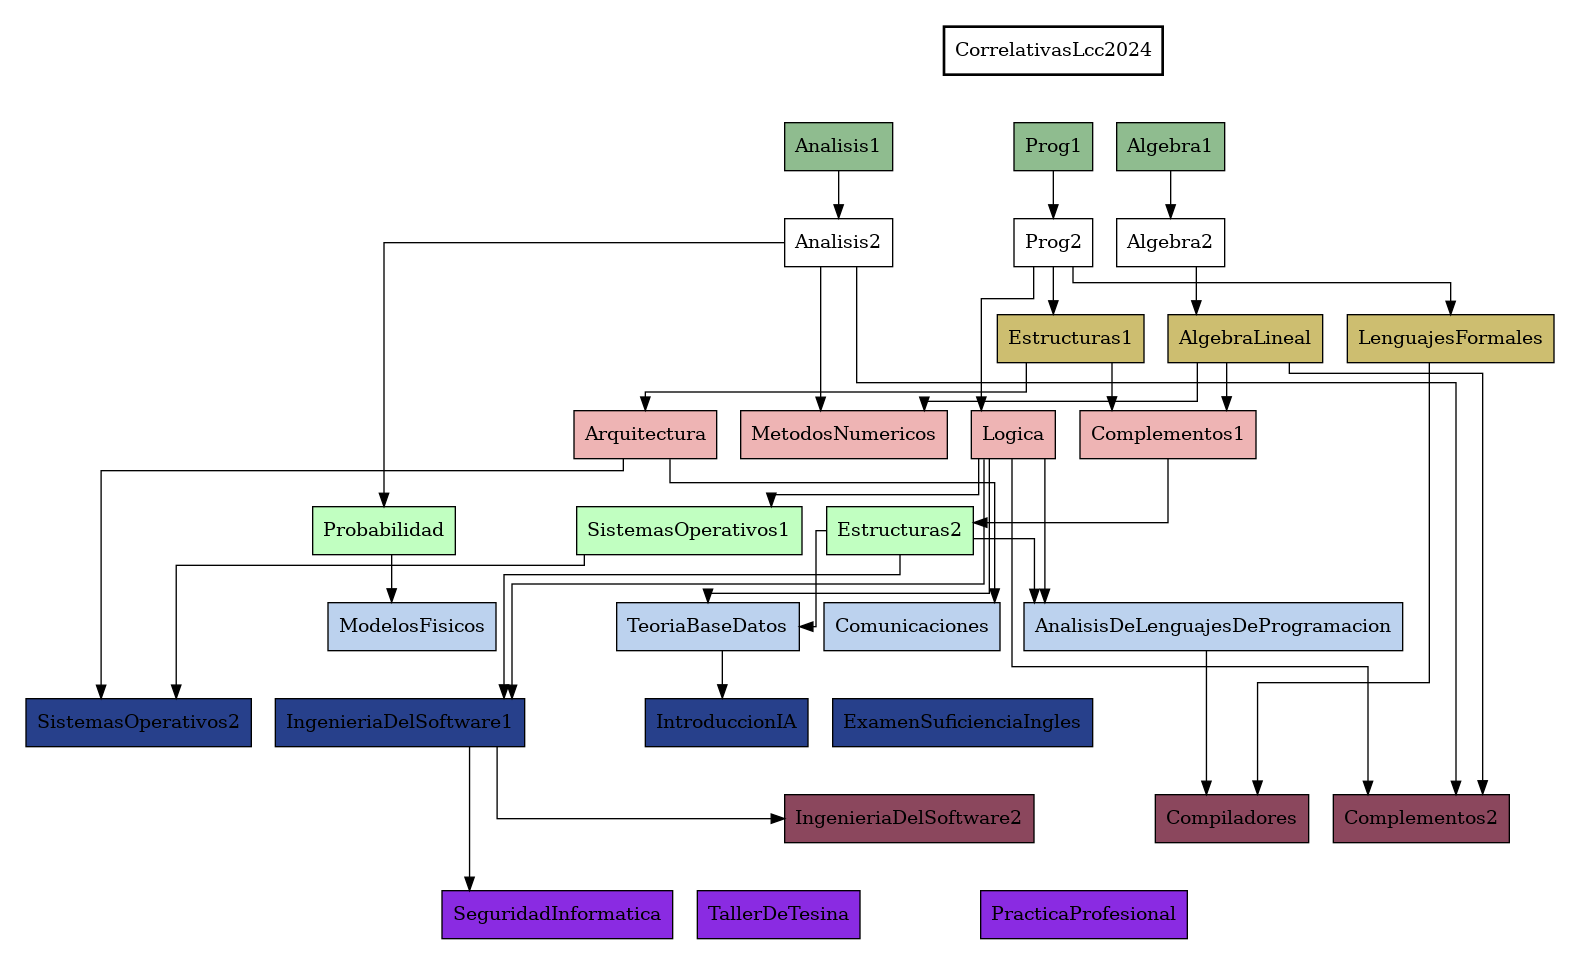 CorrelativasLcc2024
Analisis1
Prog1
Algebra1
Analisis2
Prog2
Algebra2
Estructuras1
AlgebraLineal
LenguajesFormales
Arquitectura
MetodosNumericos
Logica
Complementos1
Probabilidad
SistemasOperativos1
Estructuras2
ModelosFisicos
TeoriaBaseDatos
Comunicaciones
AnalisisDeLenguajesDeProgramacion
SistemasOperativos2
IngenieriaDelSoftware1
IntroduccionIA
ExamenSuficienciaIngles
IngenieriaDelSoftware2
Compiladores
Complementos2
SeguridadInformatica
TallerDeTesina
PracticaProfesional